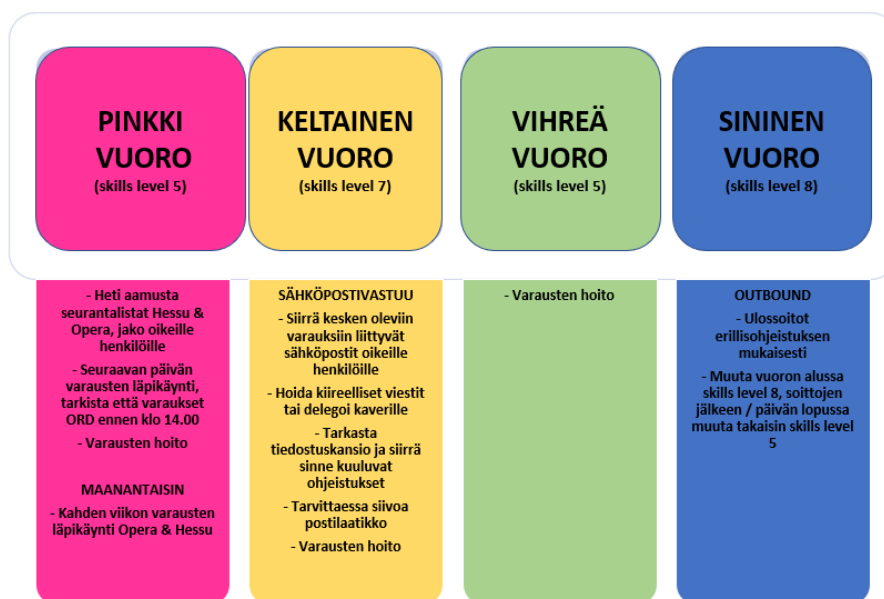 PINKKI
VUORO
(skills level 5)
KELTAINEN
VUORO
(skills level 7)
VIHREÄ
VUORO
(skills level 5)
SININEN
VUORO
(skills level 8)
- Heti aamusta
seurantalistat Hessu &
Opera, jako oikeille
henkilöille
- Seuraavan päivän
varausten läpikäynti,
tarkista että varaukset
ORD ennen klo 14.00
- Varausten hoito
MAANANTAISIN
- Kahden viikon varausten
läpikäynti Opera & Hessu
SÄHKÖPOSTIVASTUU
- Siirrä kesken oleviin
varauksiin liittyvät
sähköpostit oikeille
henkilöille
- Hoida kiireelliset viestit
tai delegoi kaverille
- Tarkasta
tiedostuskansio ja siirrä
sinne kuuluvat
ohjeistukset
- Tarvittaessa siivoa
postilaatikko
- Varausten hoito
- Varausten hoito
OUTBOUND
- Ulossoitot
erillisohjeistuksen
mukaisesti
- Muuta vuoron alussa
skills level 8, soittojen
jälkeen / päivän lopussa
muuta takaisin skills level
5